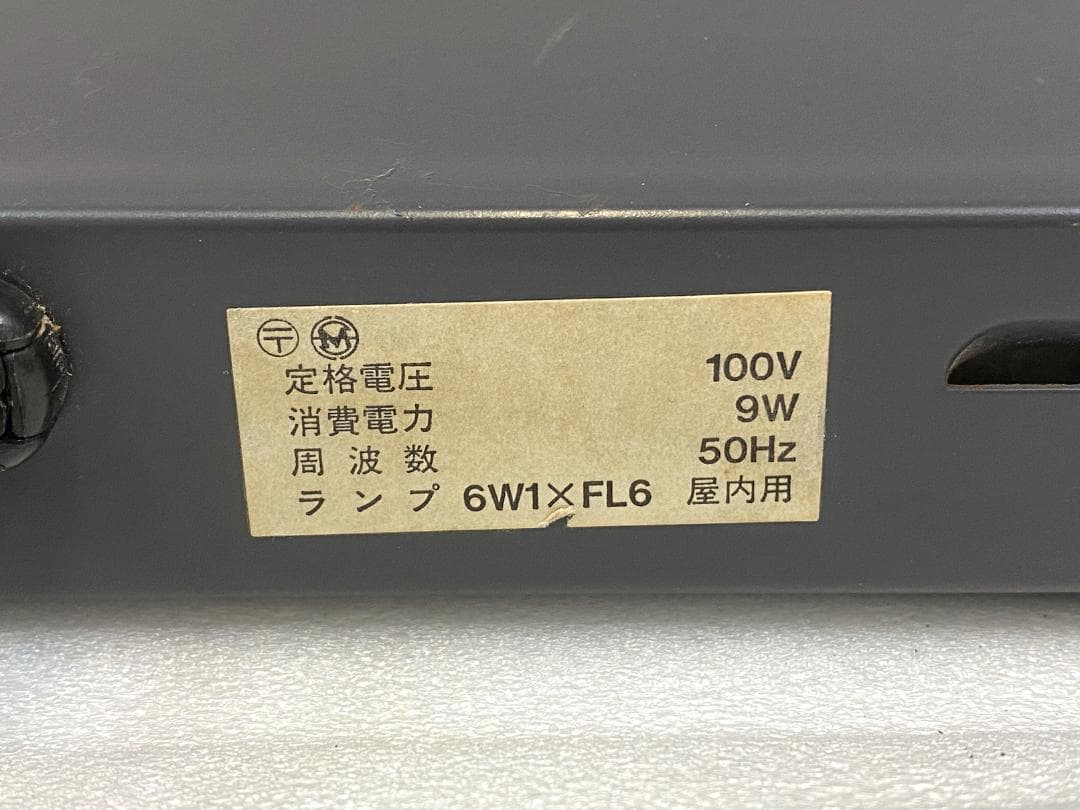 〒 M
定格電圧 100V
消費電力 9W
周波数 50Hz
ランプ 6W1×FL6 屋内用